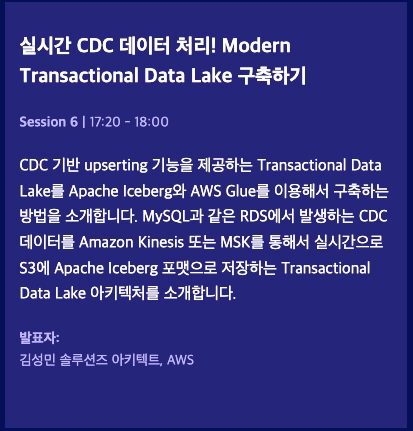 실시간 CDC 데이터 처리! Modern
Transactional Data Lake 구축하기
Session 6 | 17:20 - 18:00
CDC 기반 upserting 기능을 제공하는 Transactional Data
Lake를 Apache Iceberg와 AWS Glue를 이용해서 구축하는
방법을 소개합니다. MySQL과 같은 RDS에서 발생하는 CDC
데이터를 Amazon Kinesis 또는 MSK를 통해서 실시간으로
S3에 Apache Iceberg 포맷으로 저장하는 Transactional
Data Lake 아키텍처를 소개합니다.
발표자:
김성민 솔루션즈 아키텍트, AWS